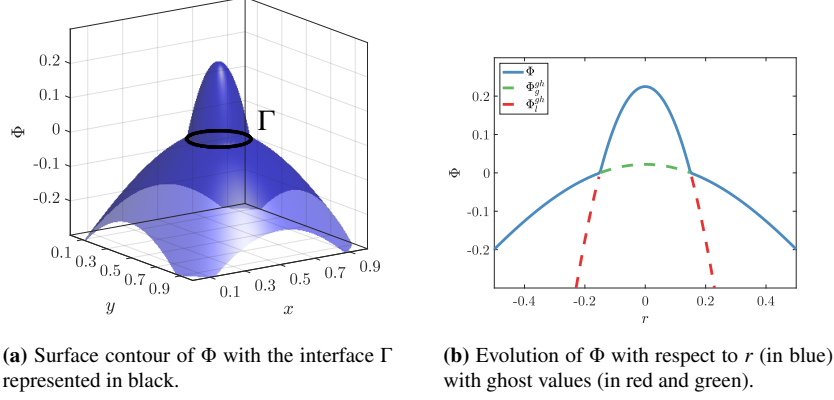 0.2
0.1
0
-0.1
-0.2
Φ
Γ
0.1
0.3
0.5
0.7
0.9
y
0.1
0.3
0.5
0.7
0.9
x
Φ
Φ_g^{gh}
Φ_l^{gh}
0.2
0.1
0
-0.1
-0.2
Φ
-0.4
-0.2
0
0.2
0.4
r
(a) Surface contour of Φ with the interface Γ
represented in black.
(b) Evolution of Φ with respect to r (in blue)
with ghost values (in red and green).